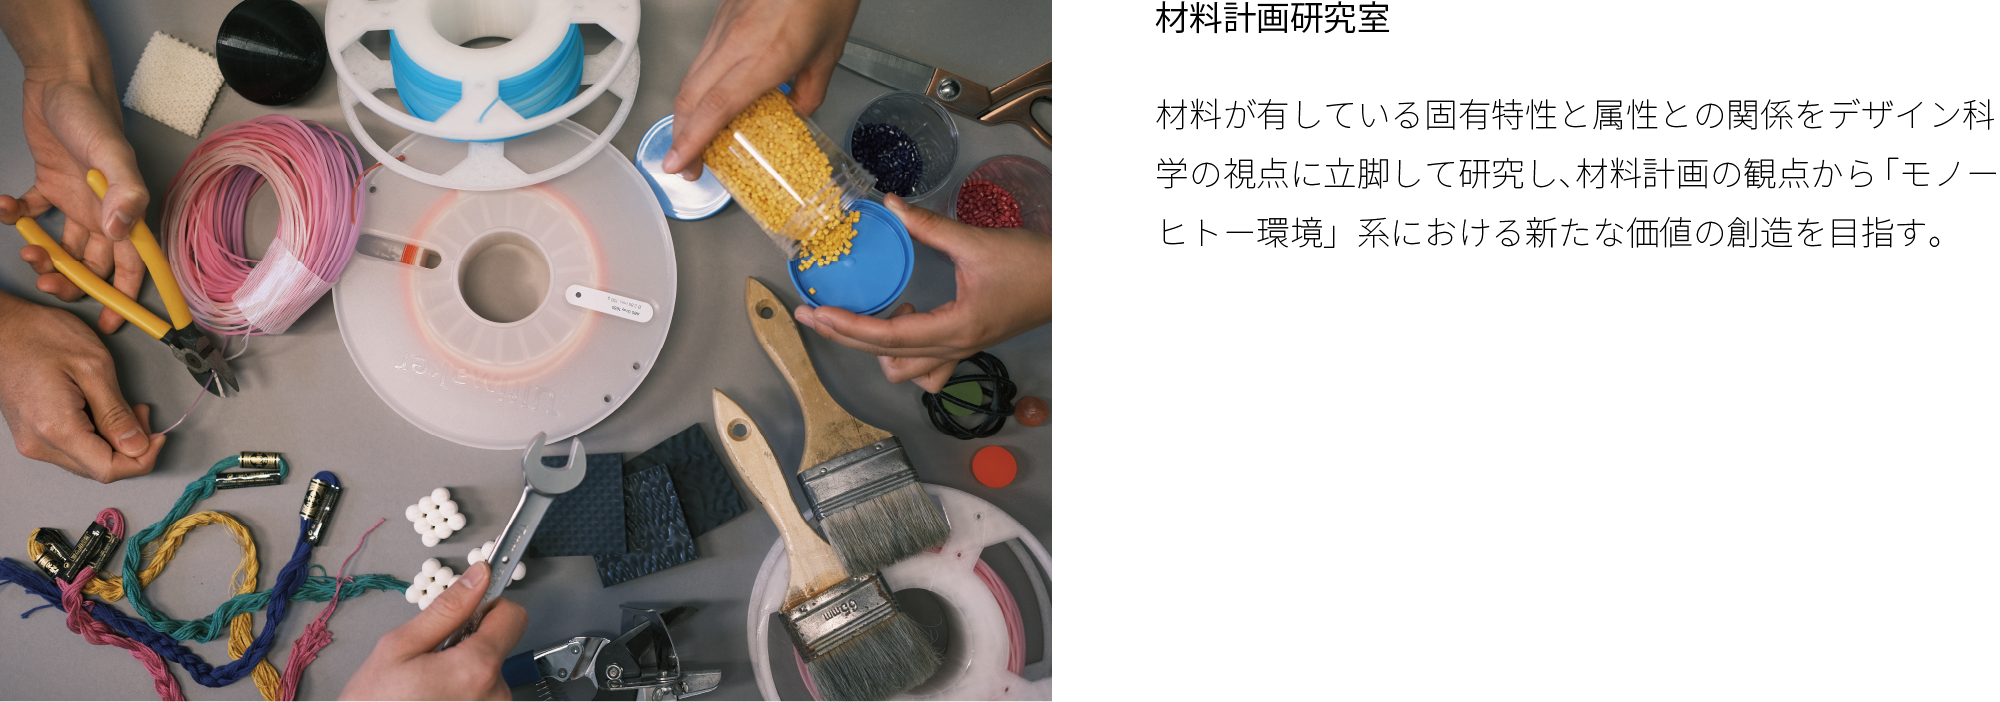 材料計画研究室
材料が有している固有特性と属性との関係をデザイン科
学の視点に立脚して研究し､材料計画の観点から「モノー
ヒトー環境」系における新たな価値の創造を目指す。
Ultimaker
65mm